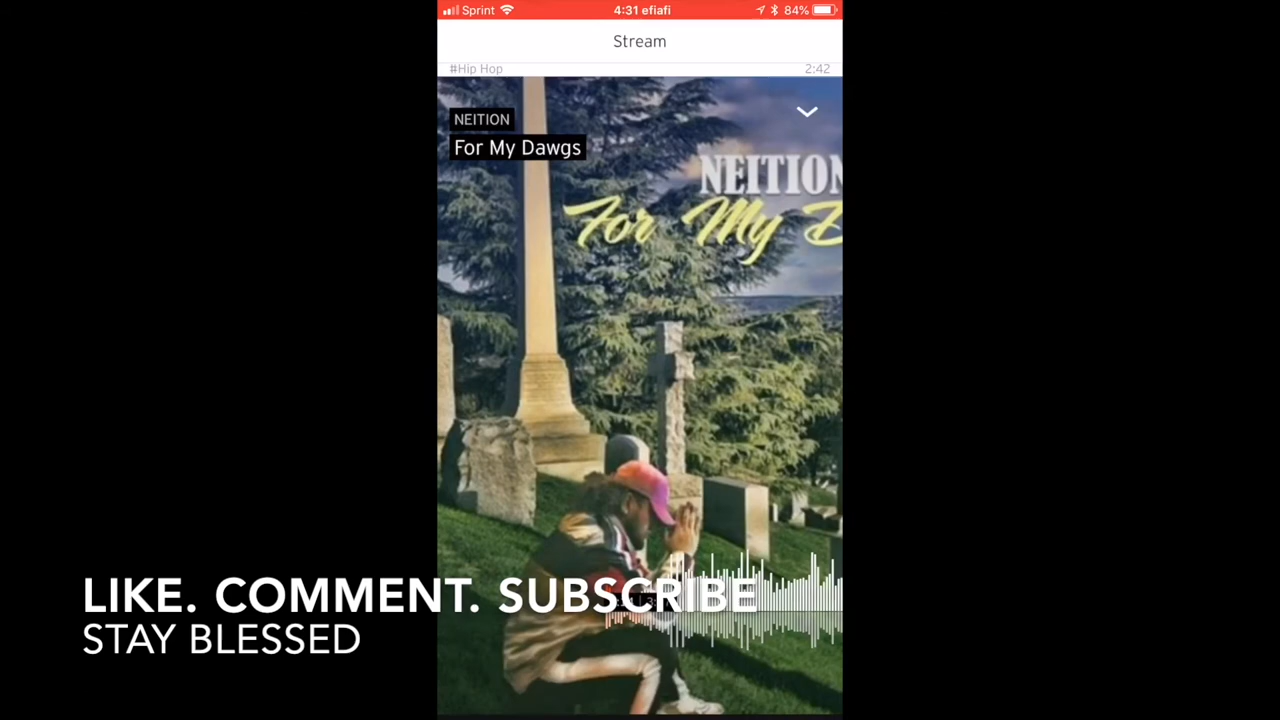 Sprint 4:31 efiafi 84%
Stream
#Hip Hop 2:42
NEITION
For My Dawgs
NEITION
For My
LIKE. COMMENT. SUBSCRIBE
STAY BLESSED